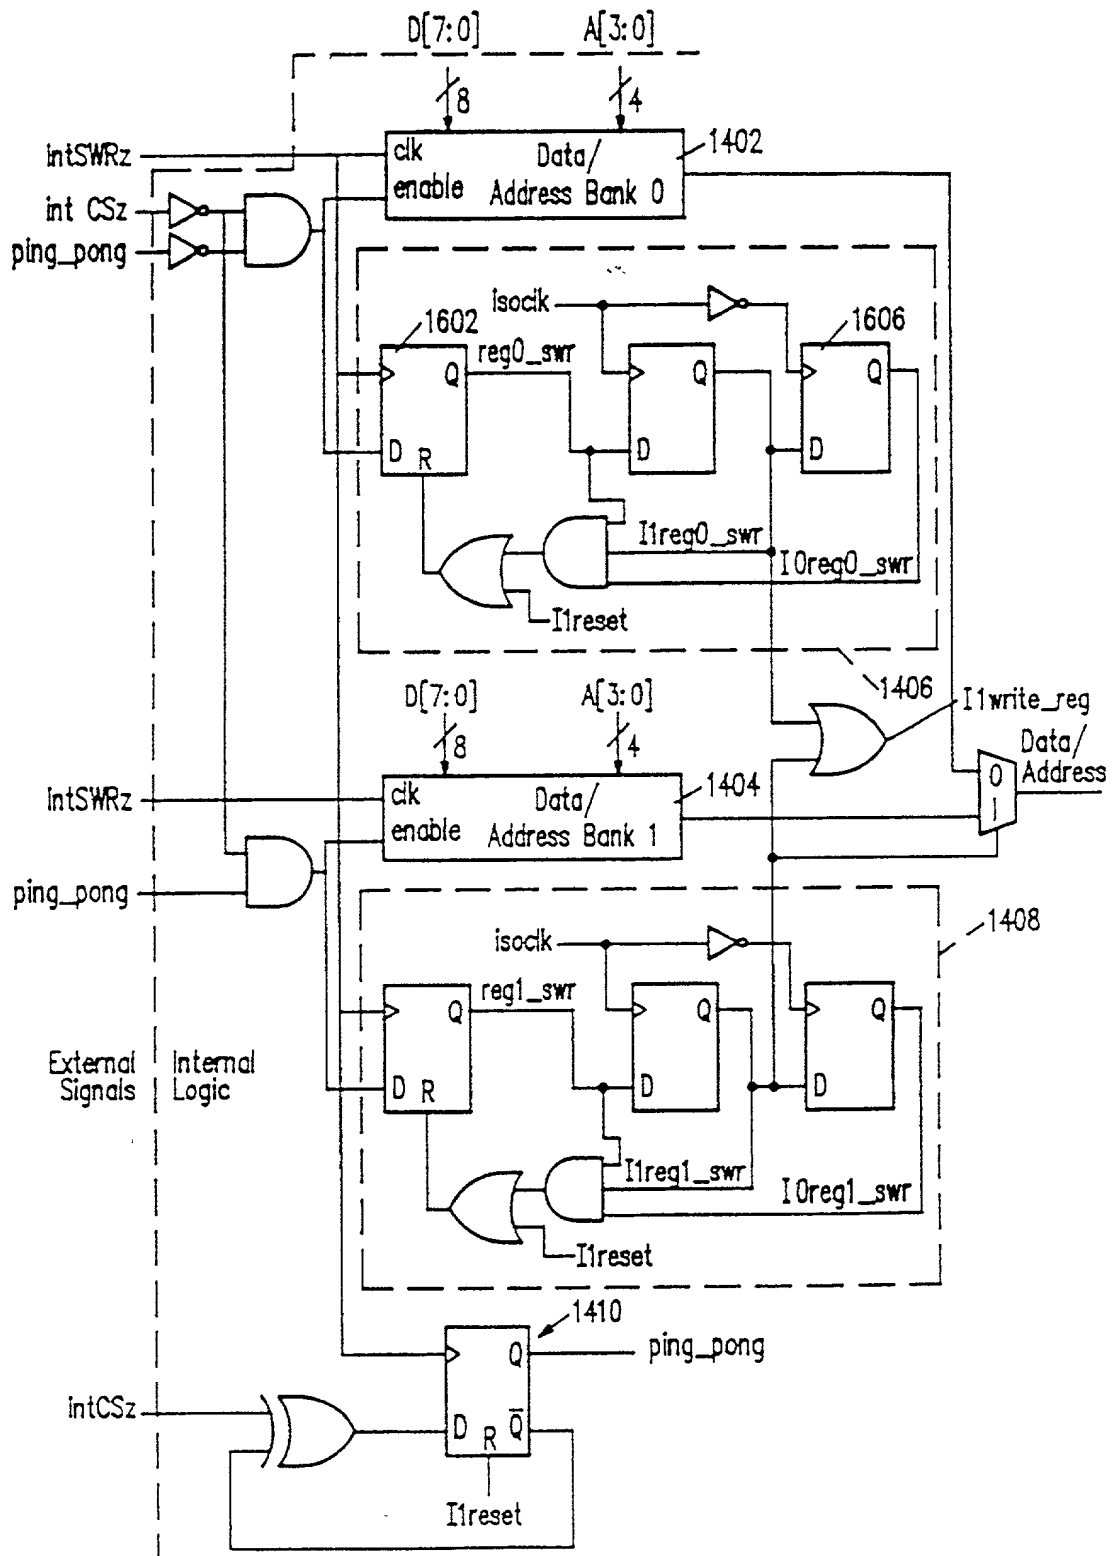 D[7:0] A[3:0]
8 4
intSWRz clk Data/ 1402
enable Address Bank 0
int CSz
ping_pong
isoclk
1602 reg0_swr 1606
Q Q Q
D R D D
I1reg0_swr
I0reg0_swr
I1reset
1406
D[7:0] A[3:0]
8 4
I1write_reg
Data/
Address
0
1
intSWRz clk Data/ 1404
enable Address Bank 1
ping_pong
1408
isoclk
reg1_swr
Q Q Q
D R D D
External Internal
Signals Logic
I1reg1_swr
I0reg1_swr
I1reset
1410
Q ping_pong
intCSz
D R Q̅
I1reset